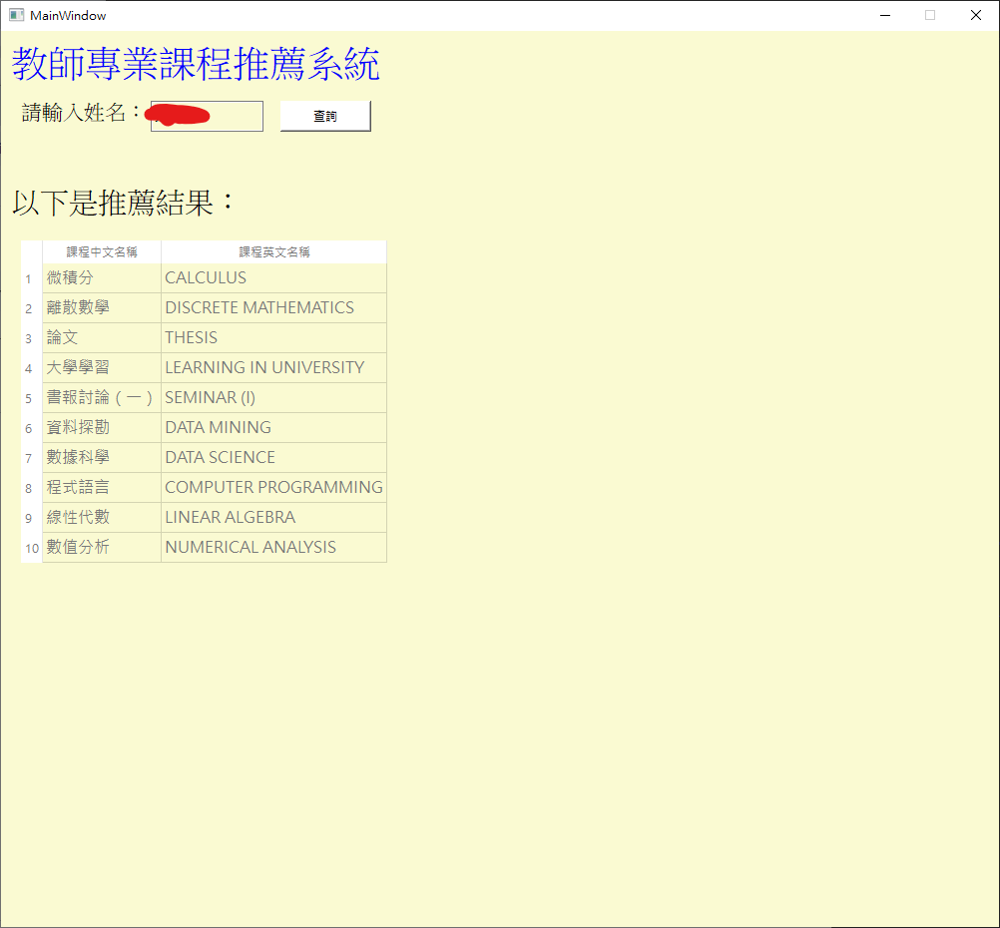 MainWindow
教師專業課程推薦系統
請輸入姓名： 查詢
以下是推薦結果：
課程中文名稱 課程英文名稱
1 微積分 CALCULUS
2 離散數學 DISCRETE MATHEMATICS
3 論文 THESIS
4 大學學習 LEARNING IN UNIVERSITY
5 書報討論（一） SEMINAR (I)
6 資料探勘 DATA MINING
7 數據科學 DATA SCIENCE
8 程式語言 COMPUTER PROGRAMMING
9 線性代數 LINEAR ALGEBRA
10 數值分析 NUMERICAL ANALYSIS